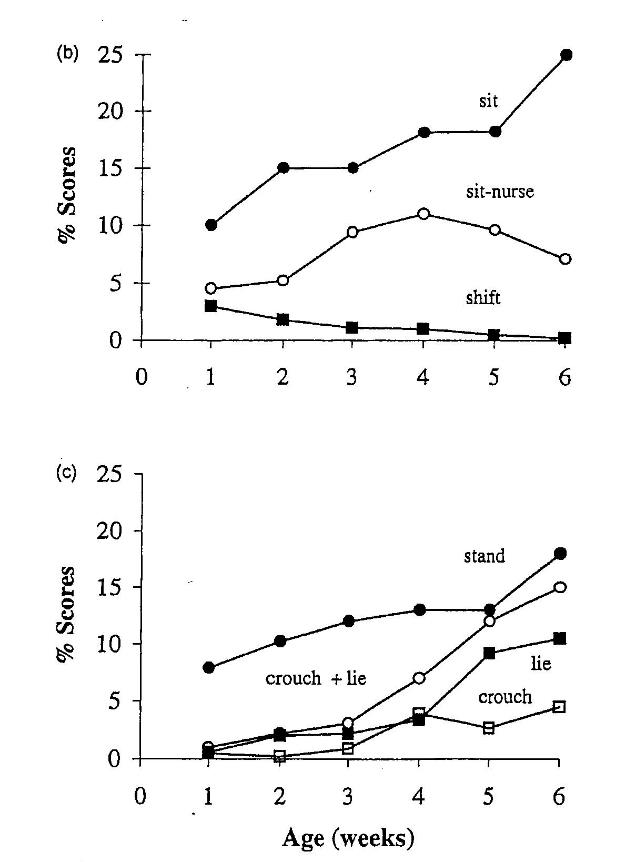 (b)
25
20
15
10
5
0
% Scores
sit
sit-nurse
shift
0 1 2 3 4 5 6
(c)
25
20
15
10
5
0
% Scores
stand
crouch + lie
lie
crouch
0 1 2 3 4 5 6
Age (weeks)